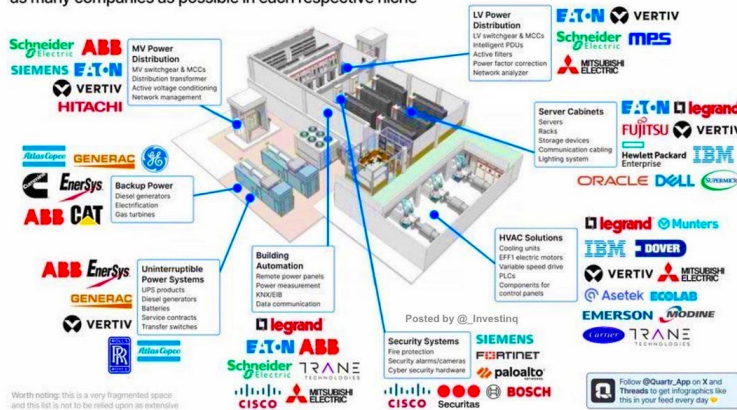 as many companies as possible in each respective niche
Schneider Electric
ABB
SIEMENS
EATON
VERTIV
HITACHI
MV Power
Distribution
MV switchgear & MCCs
Distribution transformer
Active voltage conditioning
Network management
LV Power
Distribution
LV switchgear & MCCs
Intelligent PDUs
Active filters
Power factor correction
Network analyzer
EATON
VERTIV
Schneider Electric
mps
MITSUBISHI
ELECTRIC
Server Cabinets
Servers
Racks
Storage devices
Communication cabling
Lighting system
EATON
legrand
FUJITSU
VERTIV
Hewlett Packard
Enterprise
IBM
ORACLE
DELL
SUPERMICRO
Atlas Copco
GENERAC
GE
Cummins
EnerSys
ABB
CAT
Backup Power
Diesel generators
Electrification
Gas turbines
ABB
EnerSys
GENERAC
VERTIV
ROLLS
RR
ROYCE
Atlas Copco
Uninterruptible
Power Systems
UPS products
Diesel generators
Batteries
Service contracts
Transfer switches
Building
Automation
Remote power panels
Power measurement
KNX/EIB
Data communication
legrand
EATON
ABB
Schneider Electric
TRANE
TECHNOLOGIES
CISCO
MITSUBISHI
ELECTRIC
HVAC Solutions
Cooling units
EFF1 electric motors
Variable speed drive
PLCs
Components for
control panels
legrand
Munters
IBM
DOVER
VERTIV
MITSUBISHI
ELECTRIC
Asetek
ECOLAB
EMERSON
MODINE
Carrier
TRANE
TECHNOLOGIES
Posted by @_Investinq
Security Systems
Fire protection
Security alarms/cameras
Cyber security hardware
SIEMENS
FORTINET
paloalto
NETWORKS
CISCO
Securitas
BOSCH
Worth noting: this is a very fragmented space
and this list is not to be relied upon as extensive
Follow @Quartr_App on X and
Threads to get infographics like
this in your feed every day